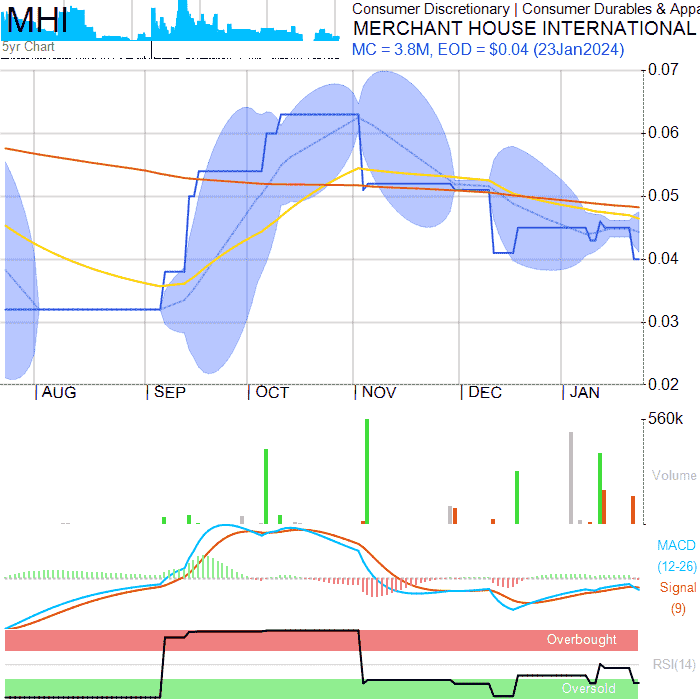 MHI
Consumer Discretionary | Consumer Durables & Appa
MERCHANT HOUSE INTERNATIONAL
5yr Chart
MC = 3.8M, EOD = $0.04 (23Jan2024)
0.07
0.06
0.05
0.04
0.03
0.02
| AUG | SEP | OCT | NOV | DEC | JAN
560k
Volume
MACD
(12-26)
Signal
(9)
Overbought
RSI(14)
Oversold